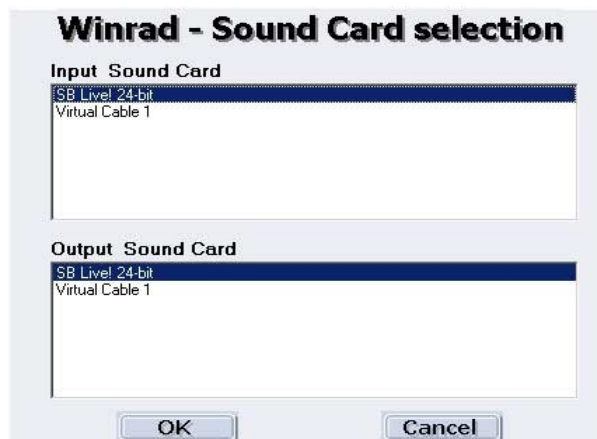 Winrad - Sound Card selection
Input Sound Card
SB Live! 24-bit
Virtual Cable 1
Output Sound Card
SB Live! 24-bit
Virtual Cable 1
OK Cancel